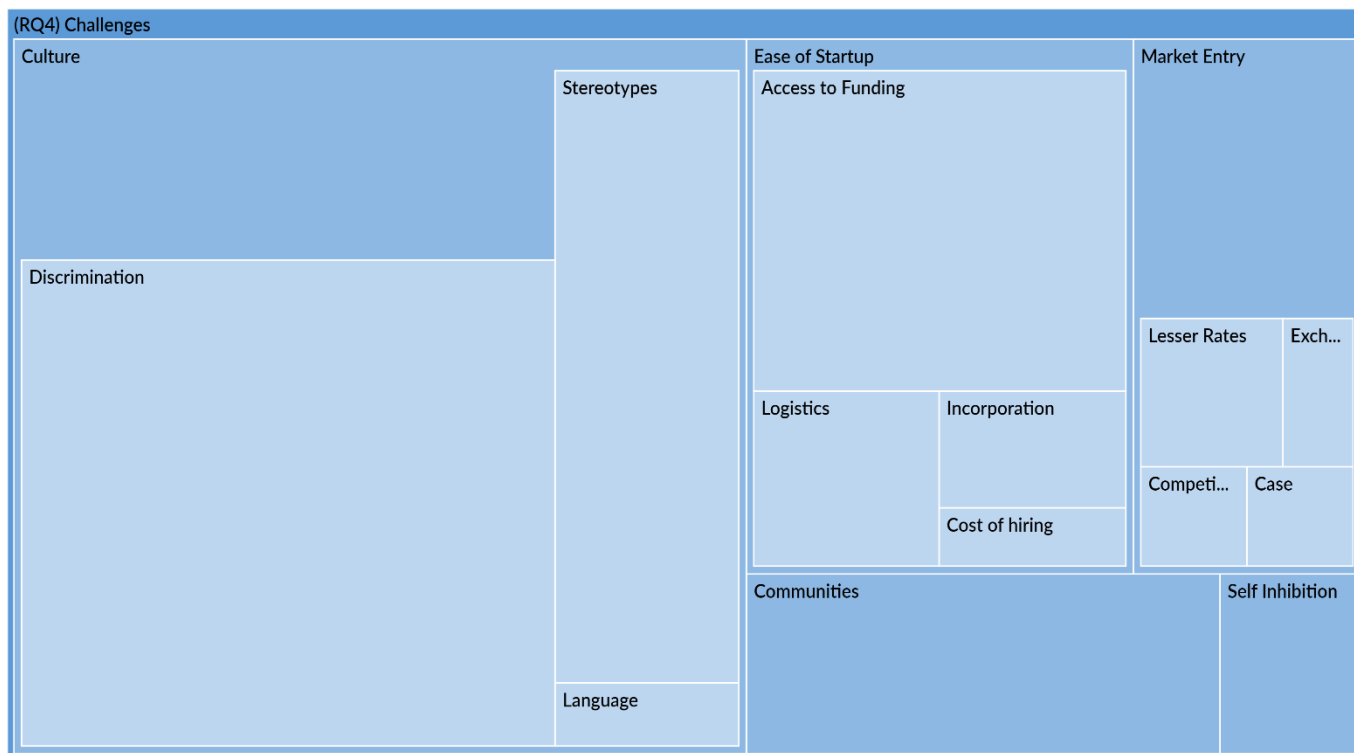 (RQ4) Challenges
Culture
Stereotypes
Discrimination
Language
Ease of Startup
Access to Funding
Logistics
Incorporation
Cost of hiring
Market Entry
Lesser Rates
Exch...
Competi...
Case
Communities
Self Inhibition